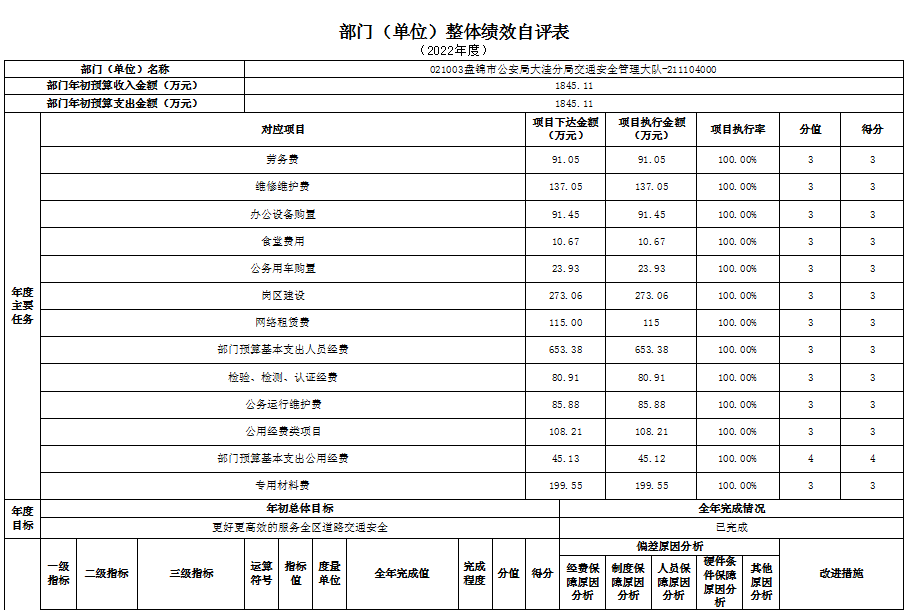 部门（单位）整体绩效自评表
（2022年度）
部门（单位）名称 021003盘锦市公安局大洼分局交通安全管理大队-211104000
部门年初预算收入金额（万元） 1845.11
部门年初预算支出金额（万元） 1845.11
年度主要任务
对应项目 项目下达金额（万元） 项目执行金额（万元） 项目执行率 分值 得分
劳务费 91.05 91.05 100.00% 3 3
维修维护费 137.05 137.05 100.00% 3 3
办公设备购置 91.45 91.45 100.00% 3 3
食堂费用 10.67 10.67 100.00% 3 3
公务用车购置 23.93 23.93 100.00% 3 3
岗区建设 273.06 273.06 100.00% 3 3
网络租赁费 115.00 115 100.00% 3 3
部门预算基本支出人员经费 653.38 653.38 100.00% 3 3
检验、检测、认证经费 80.91 80.91 100.00% 3 3
公务运行维护费 85.88 85.88 100.00% 3 3
公用经费类项目 108.21 108.21 100.00% 3 3
部门预算基本支出公用经费 45.13 45.12 100.00% 4 4
专用材料费 199.55 199.55 100.00% 3 3
年度目标
年初总体目标 全年完成情况
更好更高效的服务全区道路交通安全 已完成
一级指标 二级指标 三级指标 运算符号 指标值 度量单位 全年完成值 完成程度 分值 得分 偏差原因分析 改进措施
经费保障原因分析 制度保障原因分析 人员保障原因分析 硬件条件保障原因分析 其他原因分析